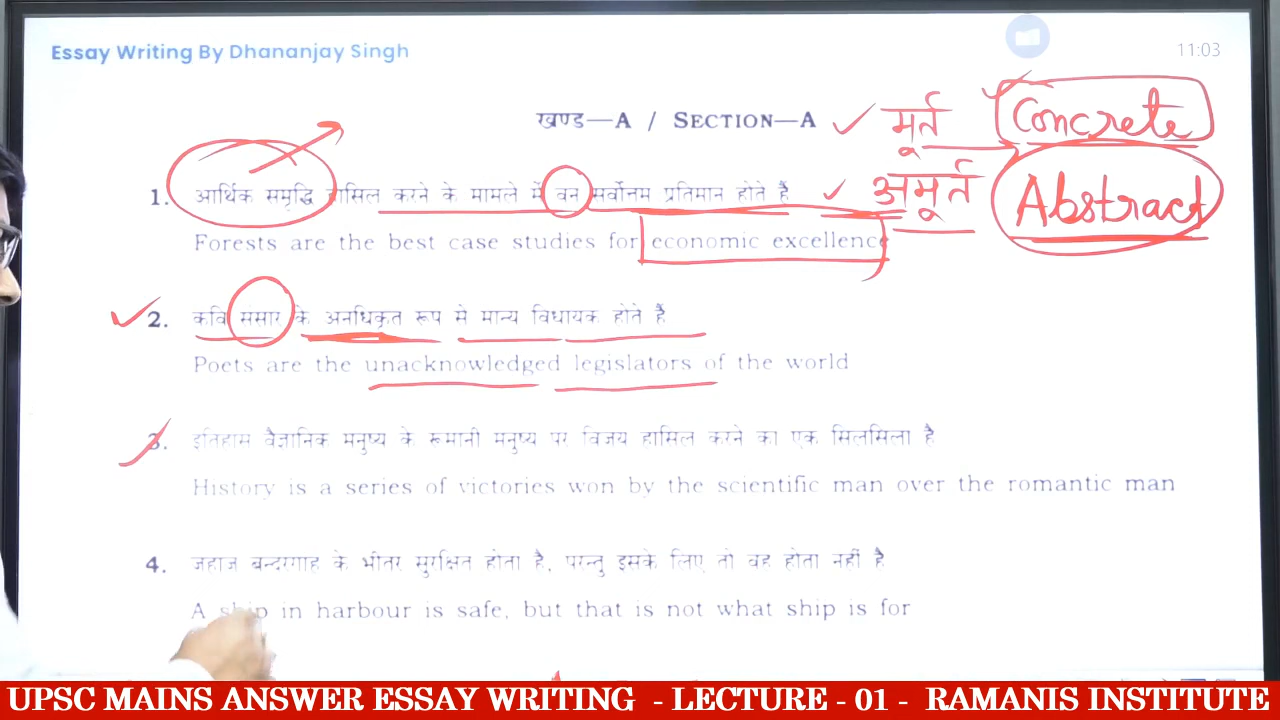 Essay Writing By Dhananjay Singh
11:03
खण्ड—A / SECTION—A
मूर्त Concrete
अमूर्त Abstract
1. आर्थिक समृद्धि हासिल करने के मामले में वन सर्वोत्तम प्रतिमान होते हैं
Forests are the best case studies for economic excellence
2. कवि संसार के अनधिकृत रूप से मान्य विधायक होते हैं
Poets are the unacknowledged legislators of the world
3. इतिहास वैज्ञानिक मनुष्य के रूमानी मनुष्य पर विजय हासिल करने का एक सिलसिला है
History is a series of victories won by the scientific man over the romantic man
4. जहाज बन्दरगाह के भीतर सुरक्षित होता है, परन्तु इसके लिए तो वह होता नहीं है
A ship in harbour is safe, but that is not what ship is for
UPSC MAINS ANSWER ESSAY WRITING - LECTURE - 01 - RAMANIS INSTITUTE